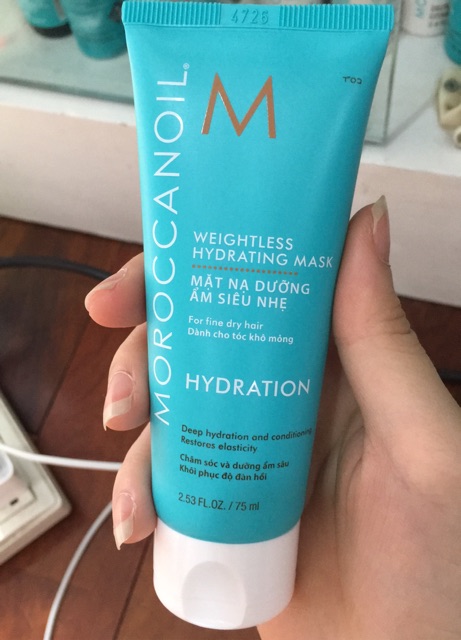 4726
M
MOROCCANOIL®
WEIGHTLESS
HYDRATING MASK
MẶT NẠ DƯỠNG
ẨM SIÊU NHẸ
For fine dry hair
Dành cho tóc khô mỏng
HYDRATION
Deep hydration and conditioning
Restores elasticity
Chăm sóc và dưỡng ẩm sâu
Khôi phục độ đàn hồi
2.53 FL.OZ. / 75 ml